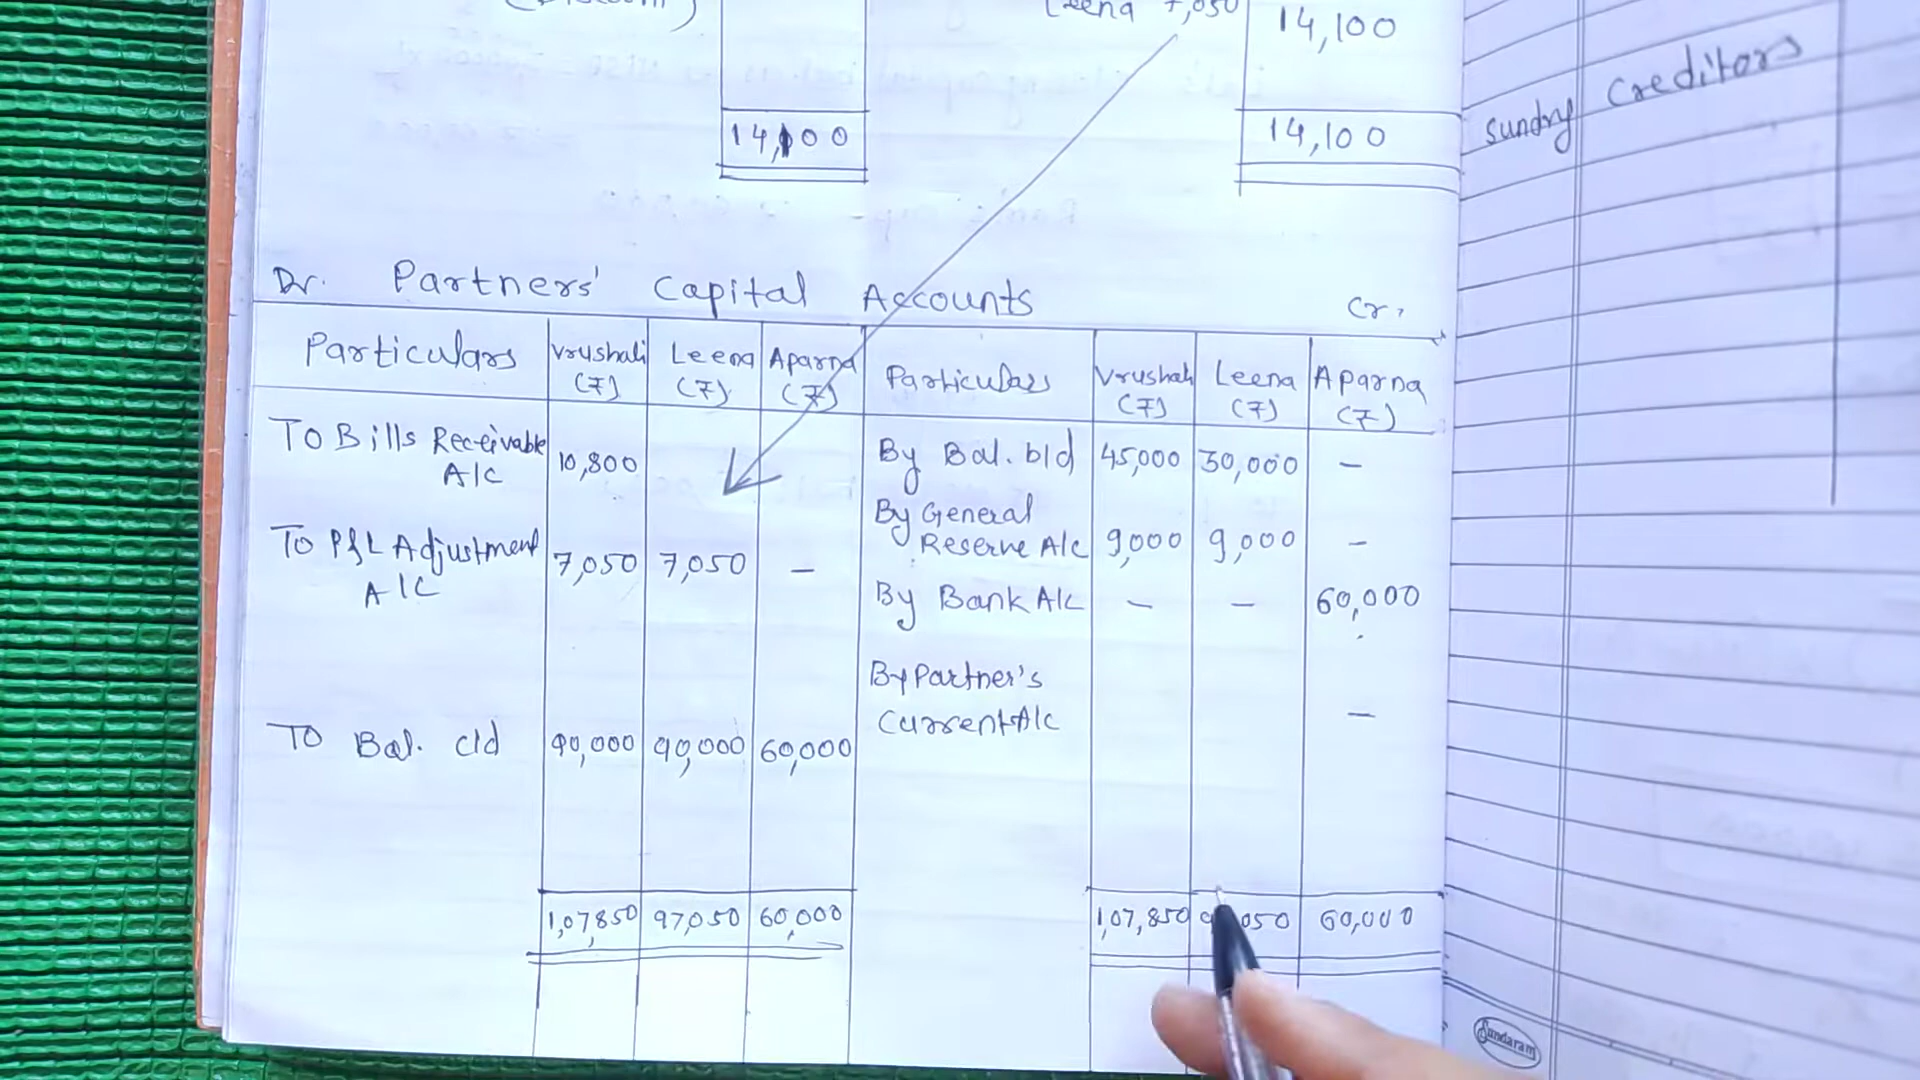 Leena 7,050
14,100
14,100
14,100
Sundry Creditors
Dr. Partners' Capital Accounts Cr.
Particulars Vrushali (₹) Leena (₹) Aparna (₹) Particulars Vrushali (₹) Leena (₹) Aparna (₹)
To Bills Receivable A/C 10,800
By Bal. b/d 45,000 30,000 –
By General Reserve A/c 9,000 9,000 –
To P&L Adjustment A/C 7,050 7,050 –
By Bank A/c – – 60,000
By Partner's Current A/c –
To Bal. c/d 90,000 90,000 60,000
1,07,850 97,050 60,000 1,07,850 60,000
Sundaram